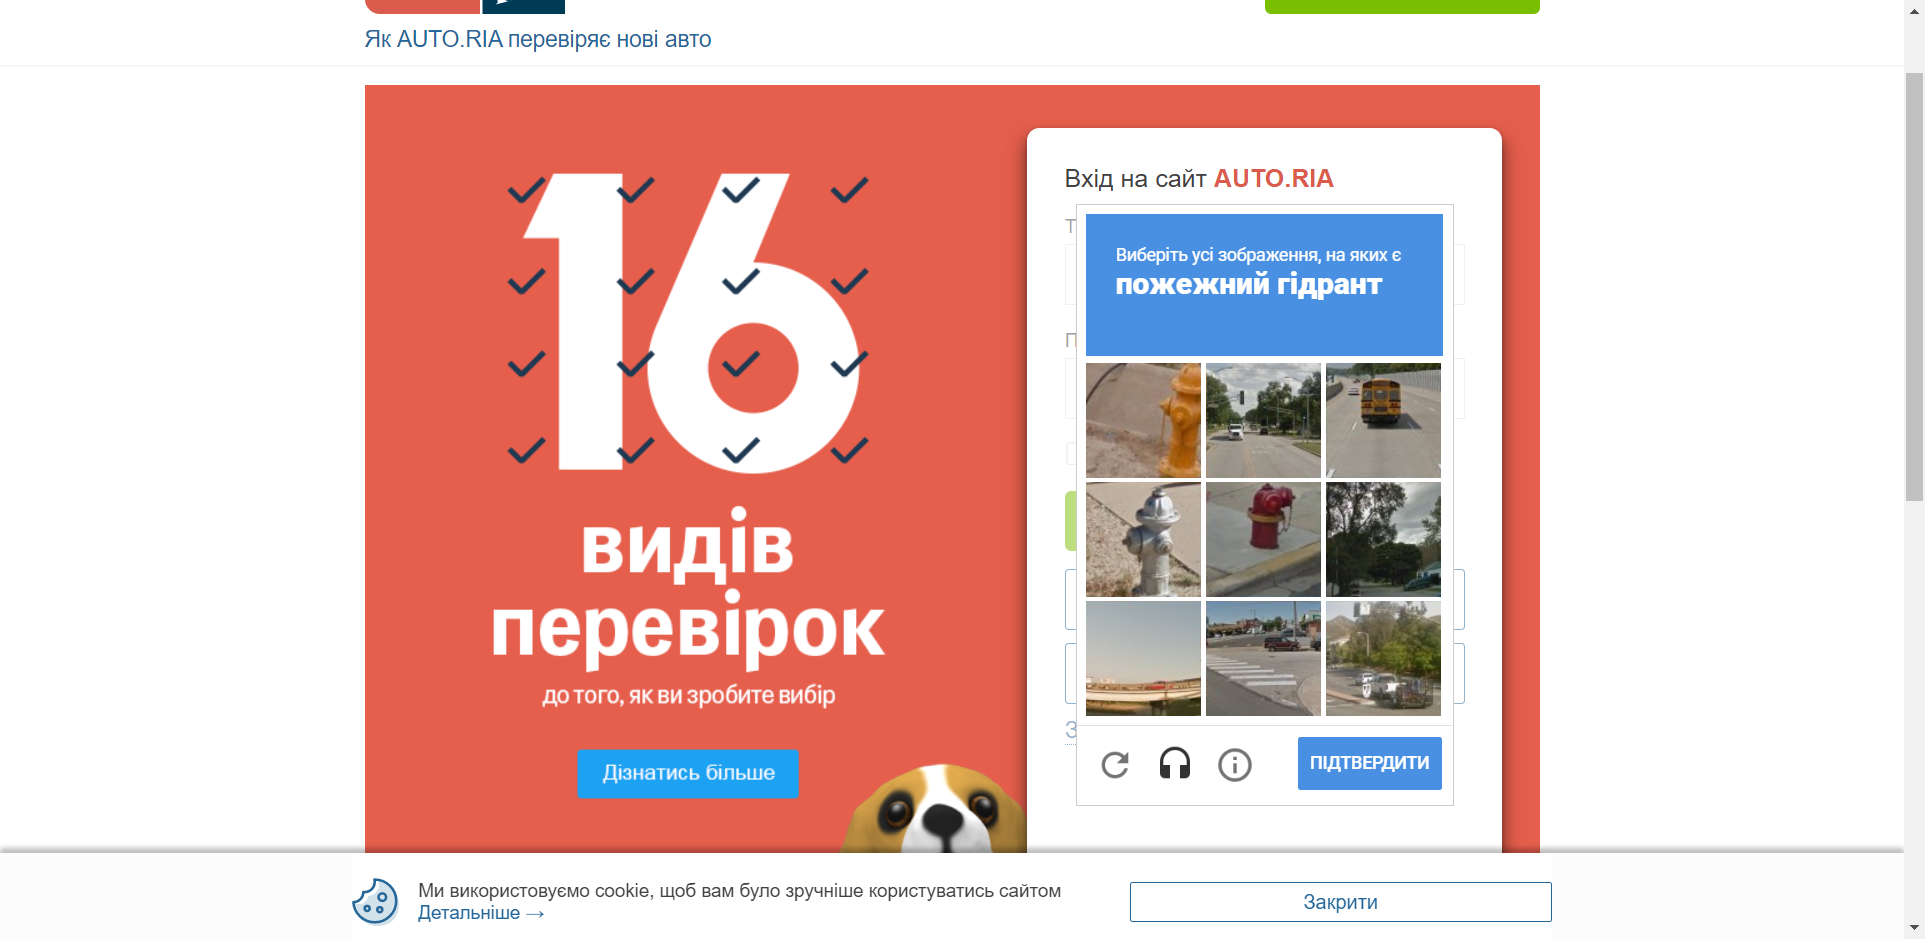 Як AUTO.RIA перевіряє нові авто
16
видів
перевірок
до того, як ви зробите вибір
Дізнатись більше
Вхід на сайт AUTO.RIA
Т
П
З
Виберіть усі зображення, на яких є
пожежний гідрант
ПІДТВЕРДИТИ
Ми використовуємо cookie, щоб вам було зручніше користуватись сайтом
Детальніше →
Закрити